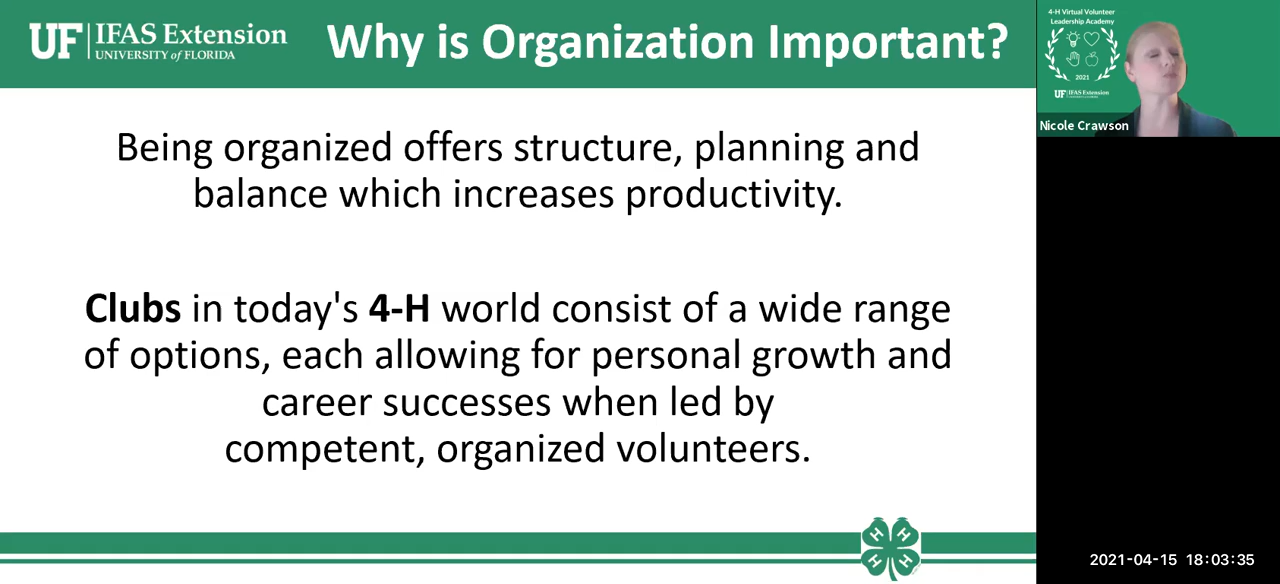 UF IFAS Extension
UNIVERSITY of FLORIDA
Why is Organization Important?
Being organized offers structure, planning and
balance which increases productivity.
Clubs in today's 4-H world consist of a wide range
of options, each allowing for personal growth and
career successes when led by
competent, organized volunteers.
H H
H H
4-H Virtual Volunteer
Leadership Academy
2021
UF IFAS Extension
Nicole Crawson
2021-04-15 18:03:35